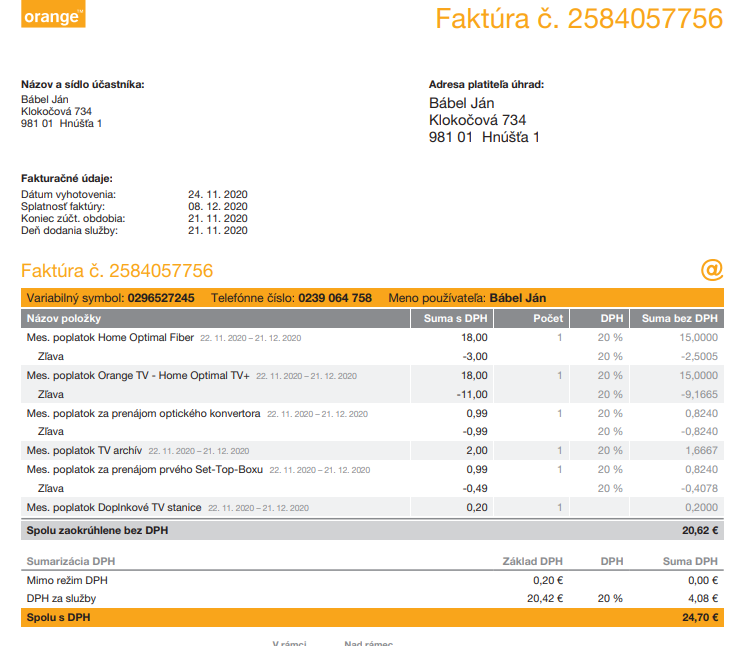 orange™
Faktúra č. 2584057756
Názov a sídlo účastníka:
Bábel Ján
Klokočová 734
981 01 Hnúšťa 1
Adresa platiteľa úhrad:
Bábel Ján
Klokočová 734
981 01 Hnúšťa 1
Fakturačné údaje:
Dátum vyhotovenia: 24. 11. 2020
Splatnosť faktúry: 08. 12. 2020
Koniec zúčt. obdobia: 21. 11. 2020
Deň dodania služby: 21. 11. 2020
Faktúra č. 2584057756 @
Variabilný symbol: 0296527245 Telefónne číslo: 0239 064 758 Meno používateľa: Bábel Ján
Názov položky Suma s DPH Počet DPH Suma bez DPH
Mes. poplatok Home Optimal Fiber 22. 11. 2020 – 21. 12. 2020 18,00 1 20 % 15,0000
Zľava -3,00 20 % -2,5005
Mes. poplatok Orange TV - Home Optimal TV+ 22. 11. 2020 – 21. 12. 2020 18,00 1 20 % 15,0000
Zľava -11,00 20 % -9,1665
Mes. poplatok za prenájom optického konvertora 22. 11. 2020 – 21. 12. 2020 0,99 1 20 % 0,8240
Zľava -0,99 20 % -0,8240
Mes. poplatok TV archív 22. 11. 2020 – 21. 12. 2020 2,00 1 20 % 1,6667
Mes. poplatok za prenájom prvého Set-Top-Boxu 22. 11. 2020 – 21. 12. 2020 0,99 1 20 % 0,8240
Zľava -0,49 20 % -0,4078
Mes. poplatok Doplnkové TV stanice 22. 11. 2020 – 21. 12. 2020 0,20 1 0,2000
Spolu zaokrúhlene bez DPH 20,62 €
Sumarizácia DPH Základ DPH DPH Suma DPH
Mimo režim DPH 0,20 € 0,00 €
DPH za služby 20,42 € 20 % 4,08 €
Spolu s DPH 24,70 €
V rámci Nad rámec